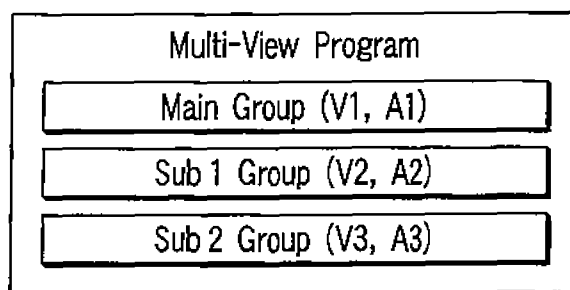 Multi-View Program
Main Group (V1, A1)
Sub 1 Group (V2, A2)
Sub 2 Group (V3, A3)